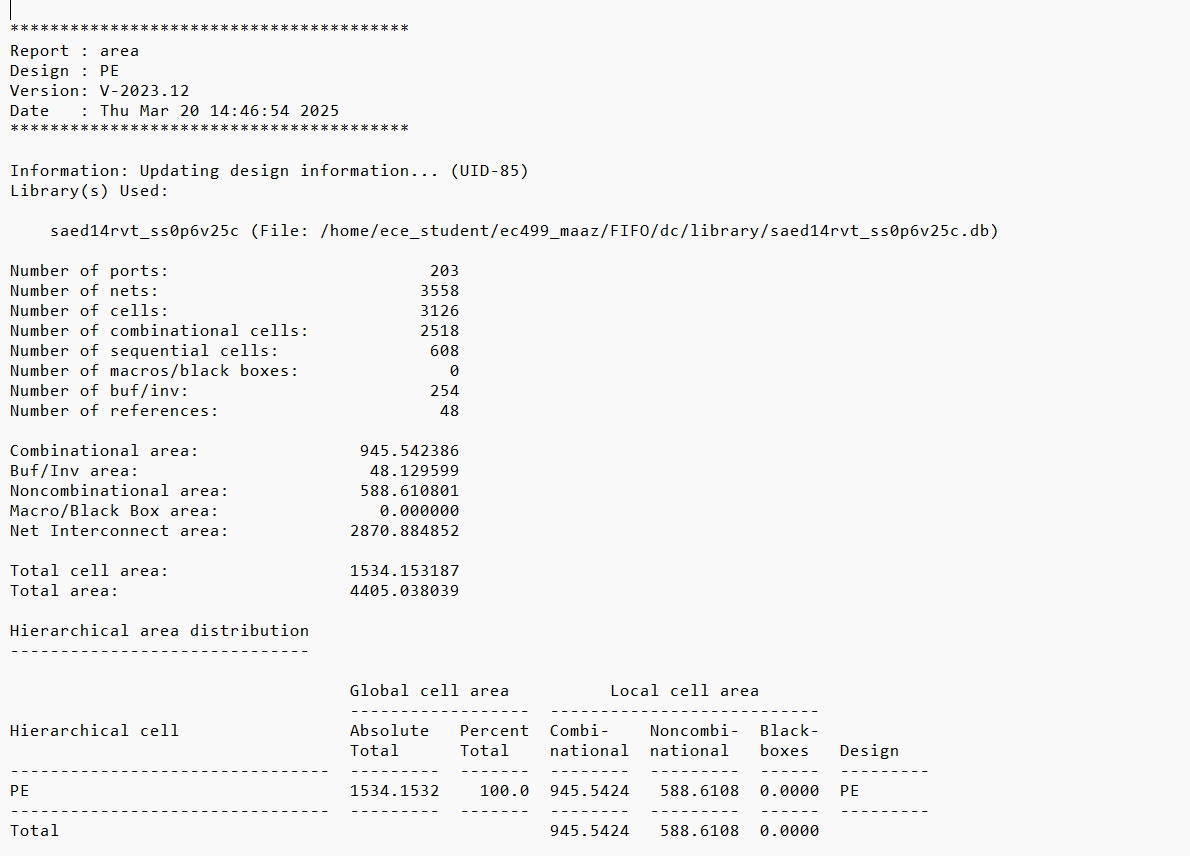 ****************************************
Report : area
Design : PE
Version: V-2023.12
Date   : Thu Mar 20 14:46:54 2025
****************************************
Information: Updating design information... (UID-85)
Library(s) Used:
    saed14rvt_ss0p6v25c (File: /home/ece_student/ec499_maaz/FIFO/dc/library/saed14rvt_ss0p6v25c.db)
Number of ports:                          203
Number of nets:                          3558
Number of cells:                         3126
Number of combinational cells:           2518
Number of sequential cells:               608
Number of macros/black boxes:               0
Number of buf/inv:                        254
Number of references:                      48
Combinational area:                945.542386
Buf/Inv area:                       48.129599
Noncombinational area:             588.610801
Macro/Black Box area:                0.000000
Net Interconnect area:            2870.884852
Total cell area:                  1534.153187
Total area:                       4405.038039
Hierarchical area distribution
------------------------------
                                  Global cell area          Local cell area
                                  ------------------  ---------------------------
Hierarchical cell                 Absolute   Percent  Combi-    Noncombi-  Black-
                                  Total      Total    national  national   boxes   Design
--------------------------------  ---------  -------  --------  ---------  ------  ---------
PE                                1534.1532    100.0  945.5424   588.6108  0.0000  PE
--------------------------------  ---------  -------  --------  ---------  ------  ---------
Total                                                 945.5424   588.6108  0.0000